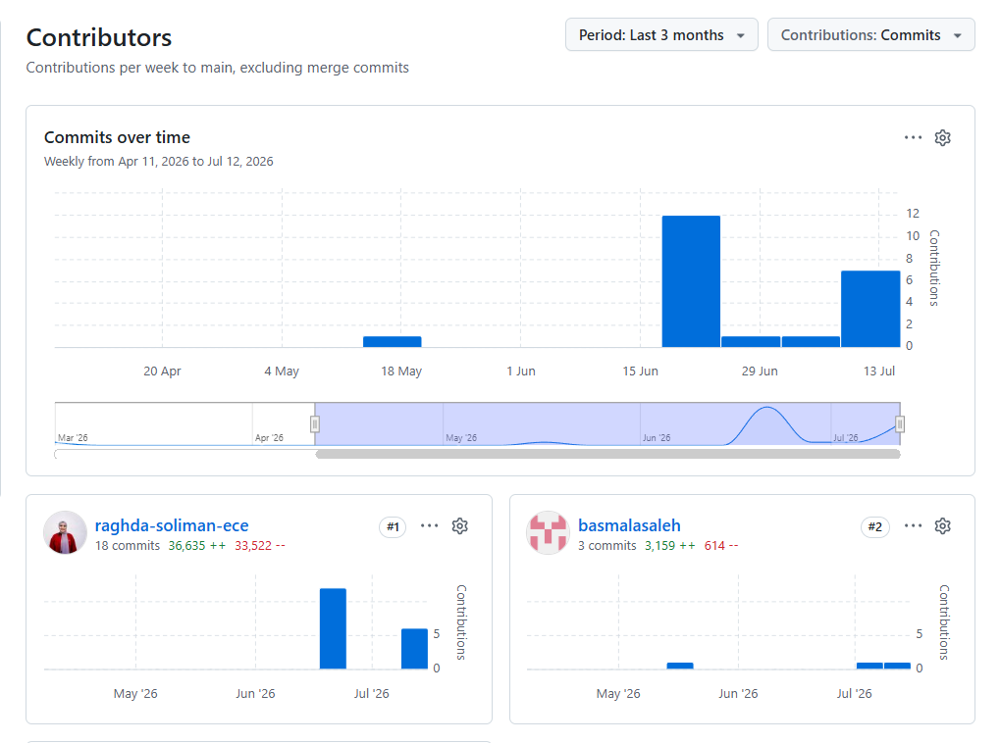 Contributors
Period: Last 3 months
Contributions: Commits
Contributions per week to main, excluding merge commits
Commits over time
Weekly from Apr 11, 2026 to Jul 12, 2026
12
10
8
6
4
2
0
Contributions
20 Apr 4 May 18 May 1 Jun 15 Jun 29 Jun 13 Jul
Mar '26 Apr '26 May '26 Jun '26 Jul '26
raghda-soliman-ece
#1
18 commits 36,635 ++ 33,522 --
5
0
Contributions
May '26 Jun '26 Jul '26
basmalasaleh
#2
3 commits 3,159 ++ 614 --
5
0
Contributions
May '26 Jun '26 Jul '26